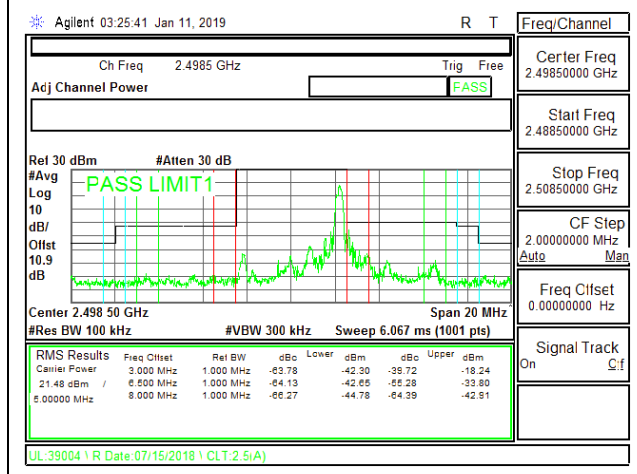 Agilent 03:25:41 Jan 11, 2019 R T
Freq/Channel
Ch Freq 2.4985 GHz Trig Free
Adj Channel Power FASS
Certer Freq
2.49850000 GHz
Start Freq
2.48850000 GHz
Stop Freq
2.50850000 GHz
CF Step
2.00000000 MHz
Auto Man
Freq Clfset
0.00000000 Hz
Signal Track
On C:f
Rel 30 dBm #Atten 30 dB
#Avg
Log
10
dB/
Offst
10.9
dB
PASS LIMIT1
Center 2.498 50 GHz Span 20 MHz
#Res BW 100 kHz #VBW 300 kHz Sweep 6.067 ms (1001 pts)
RMS Results Freq Clfset Ref BW dBc Lower dBm dBc Upper dBm
Carrier Power 3.000 MHz 1.000 MHz -63.78 -42.30 -39.72 -18.24
21.48 dBm / 6.500 MHz 1.000 MHz -64.13 -42.65 -55.28 -33.80
5.00000 MHz 8.000 MHz 1.000 MHz -66.27 -44.78 -64.39 -42.91
UL:39004 \ R Date:07/15/2018 \ CLT:2.5(A)